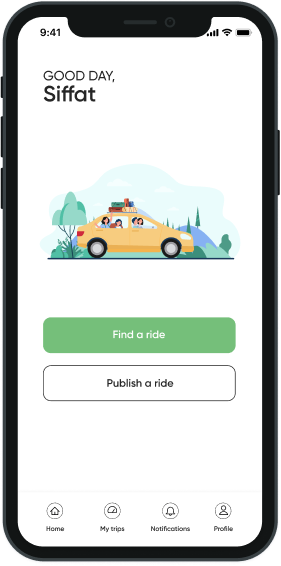 9:41
GOOD DAY,
Siffat
Find a ride
Publish a ride
Home
My trips
Notifications
Profile